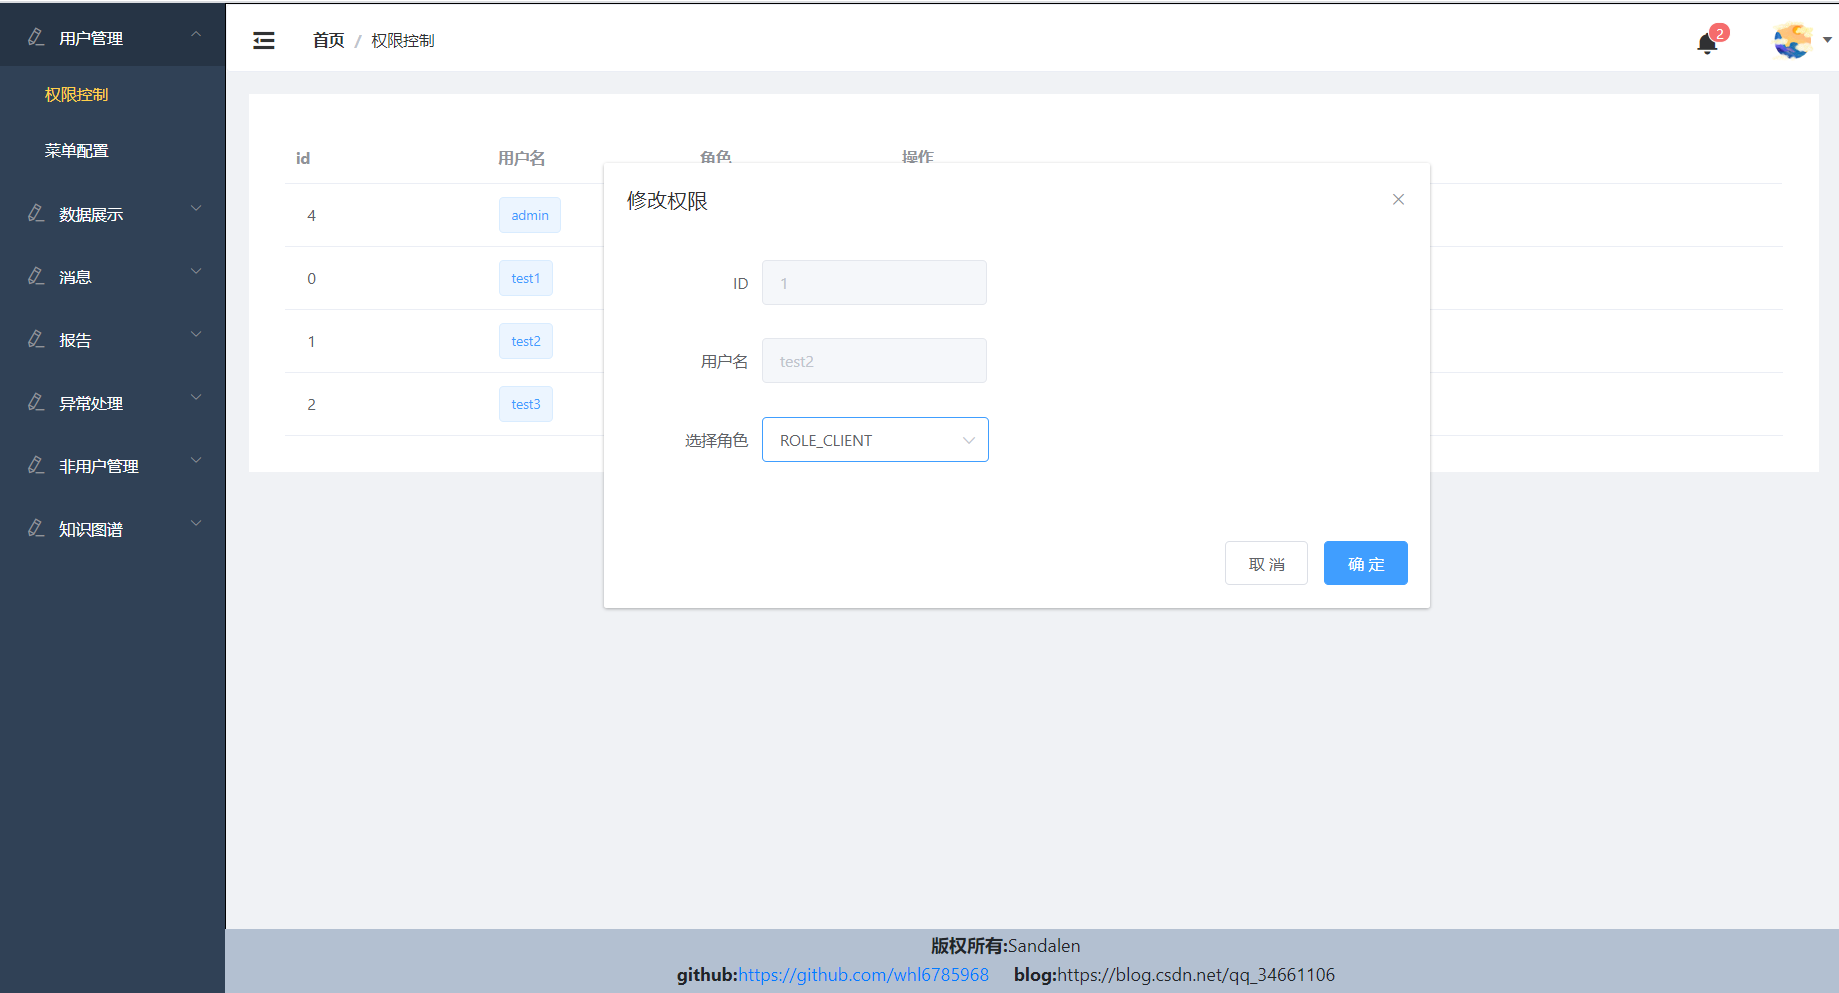 用户管理
权限控制
菜单配置
数据展示
消息
报告
异常处理
非用户管理
知识图谱
首页 / 权限控制
2
id 用户名 角色 操作
4 admin
0 test1
1 test2
2 test3
修改权限
ID 1
用户名 test2
选择角色 ROLE_CLIENT
取 消 确 定
版权所有:Sandalen
github:https://github.com/whl6785968 blog:https://blog.csdn.net/qq_34661106